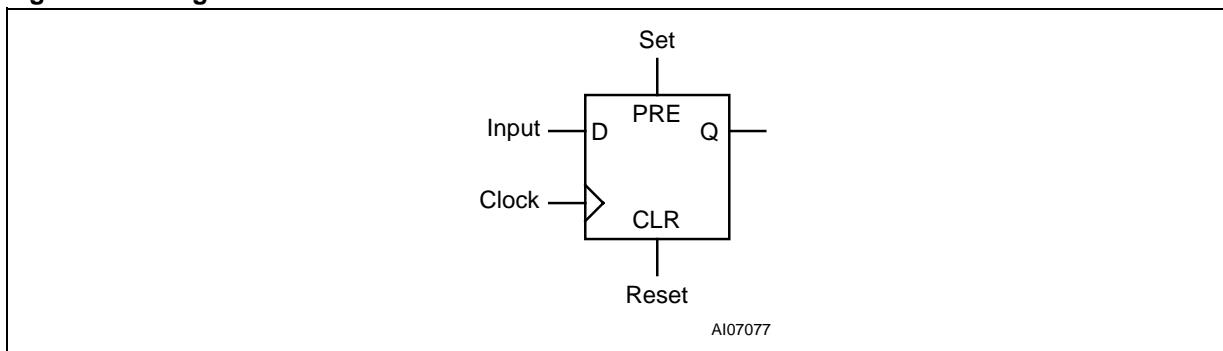 Set
PRE
Input
D
Q
Clock
CLR
Reset
AI07077